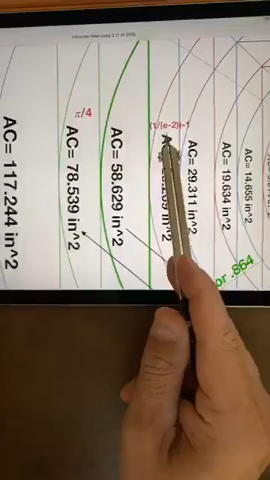 π/4
(1/(e-2))-1
AC= 117.244 in^2
AC= 78.539 in^2
AC= 58.629 in^2
AC= 29.311 in^2
AC= 19.634 in^2
AC= 14.655 in^2
or .864